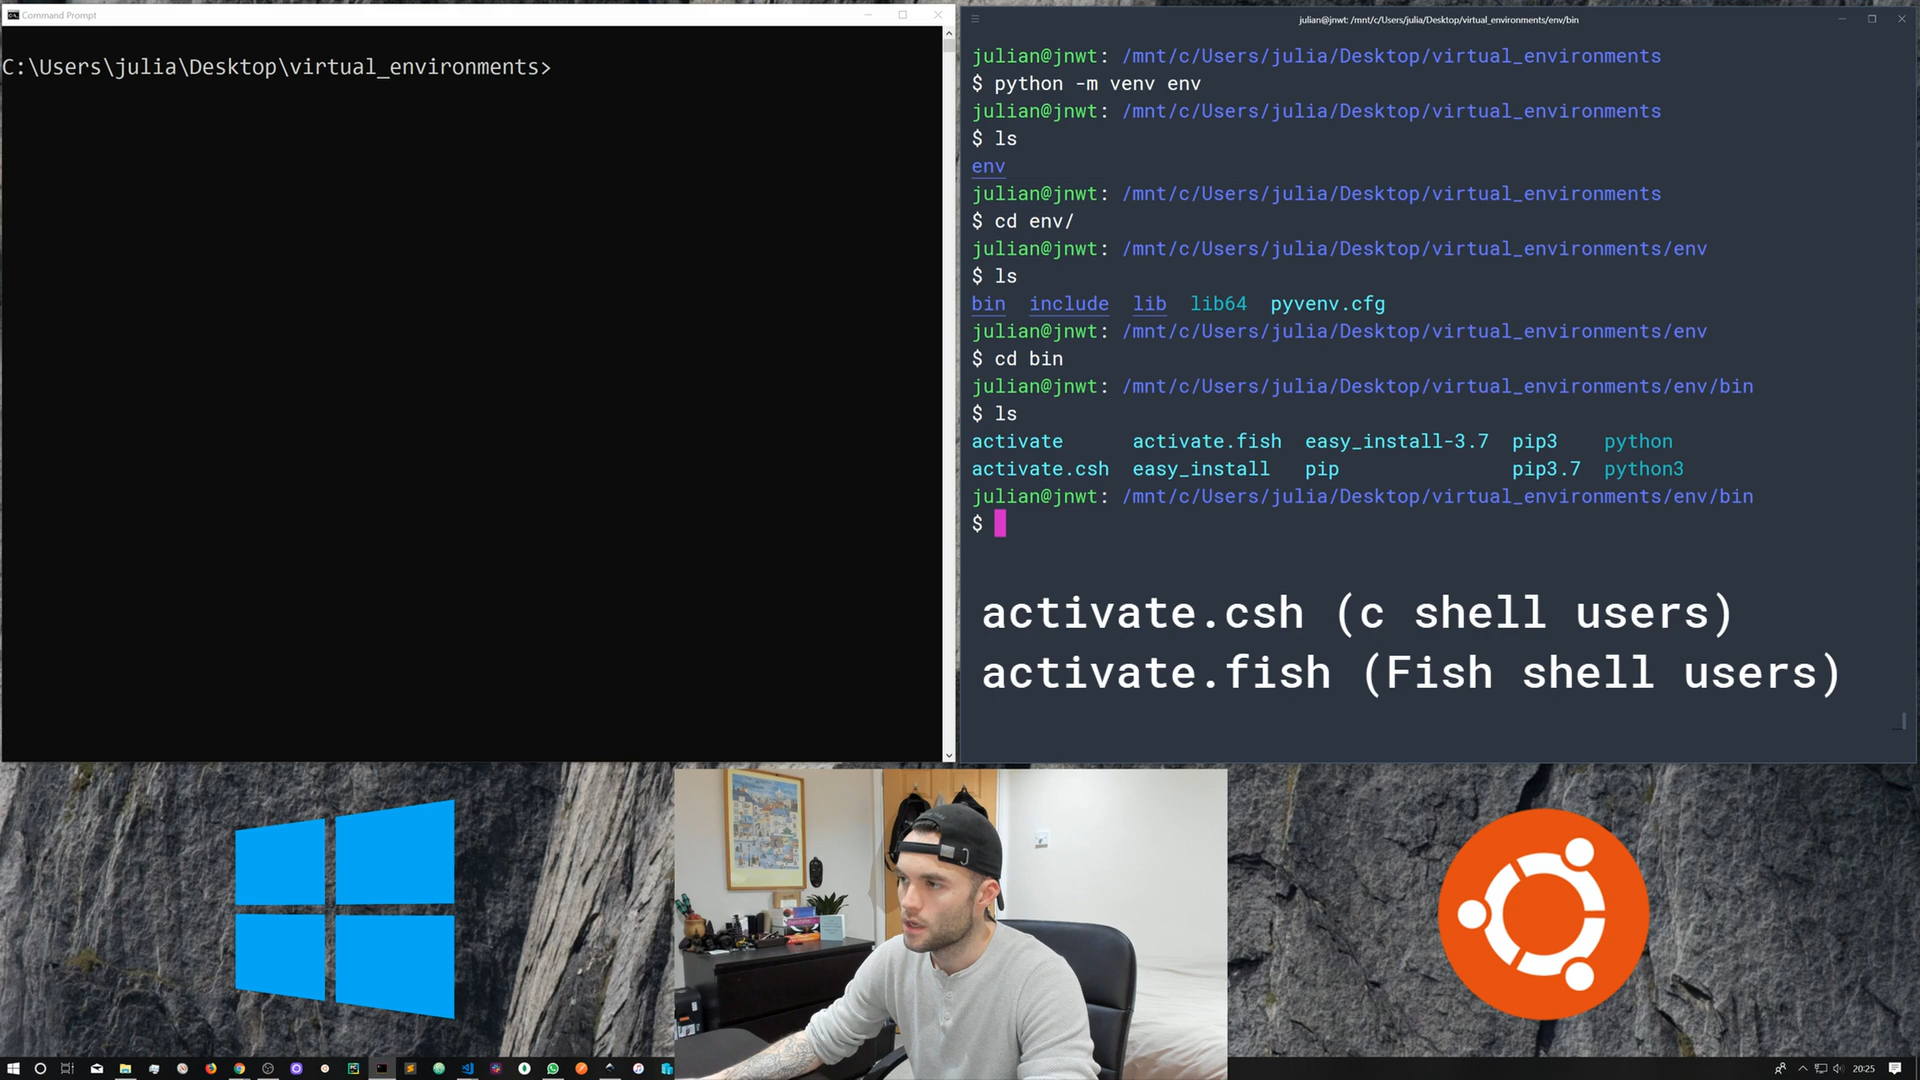 Command Prompt
C:\Users\julia\Desktop\virtual_environments>
julian@jnwt: /mnt/c/Users/julia/Desktop/virtual_environments/env/bin
julian@jnwt: /mnt/c/Users/julia/Desktop/virtual_environments
$ python -m venv env
julian@jnwt: /mnt/c/Users/julia/Desktop/virtual_environments
$ ls
env
julian@jnwt: /mnt/c/Users/julia/Desktop/virtual_environments
$ cd env/
julian@jnwt: /mnt/c/Users/julia/Desktop/virtual_environments/env
$ ls
bin include lib lib64 pyvenv.cfg
julian@jnwt: /mnt/c/Users/julia/Desktop/virtual_environments/env
$ cd bin
julian@jnwt: /mnt/c/Users/julia/Desktop/virtual_environments/env/bin
$ ls
activate activate.fish easy_install-3.7 pip3 python
activate.csh easy_install pip pip3.7 python3
julian@jnwt: /mnt/c/Users/julia/Desktop/virtual_environments/env/bin
$
activate.csh (c shell users)
activate.fish (Fish shell users)
20:25